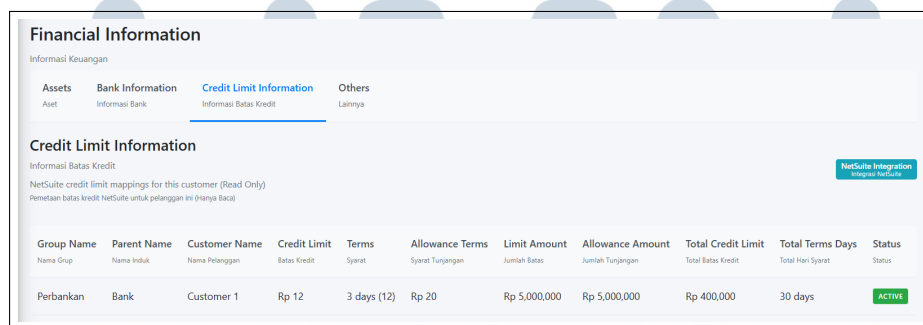 Financial Information
Informasi Keuangan
Assets Bank Information Credit Limit Information Others
Aset Informasi Bank Informasi Batas Kredit Lainnya
Credit Limit Information
Informasi Batas Kredit
NetSuite Integration
Integrasi NetSuite
NetSuite credit limit mappings for this customer (Read Only)
Pemetaan batas kredit NetSuite untuk pelanggan ini (Hanya Baca)
Group Name Parent Name Customer Name Credit Limit Terms Allowance Terms Limit Amount Allowance Amount Total Credit Limit Total Terms Days Status
Nama Grup Nama Induk Nama Pelanggan Batas Kredit Syarat Syarat Tunjangan Jumlah Batas Jumlah Tunjangan Total Batas Kredit Total Hari Syarat Status
Perbankan Bank Customer 1 Rp 12 3 days (12) Rp 20 Rp 5,000,000 Rp 5,000,000 Rp 400,000 30 days ACTIVE